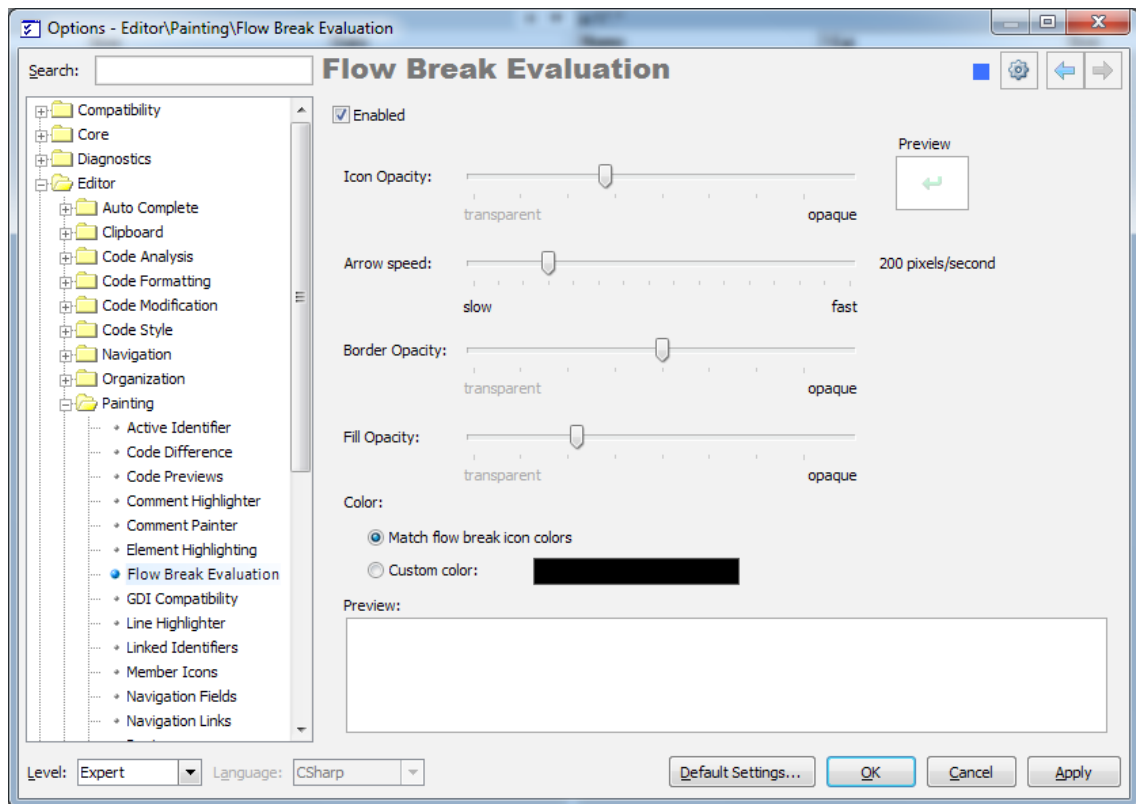 Options - Editor\Painting\Flow Break Evaluation
Search:
Flow Break Evaluation
Compatibility
Core
Diagnostics
Editor
Auto Complete
Clipboard
Code Analysis
Code Formatting
Code Modification
Code Style
Navigation
Organization
Painting
Active Identifier
Code Difference
Code Previews
Comment Highlighter
Comment Painter
Element Highlighting
Flow Break Evaluation
GDI Compatibility
Line Highlighter
Linked Identifiers
Member Icons
Navigation Fields
Navigation Links
Enabled
Preview
Icon Opacity:
transparent opaque
Arrow speed: 200 pixels/second
slow fast
Border Opacity:
transparent opaque
Fill Opacity:
transparent opaque
Color:
Match flow break icon colors
Custom color:
Preview:
Level: Expert Language: CSharp Default Settings... OK Cancel Apply